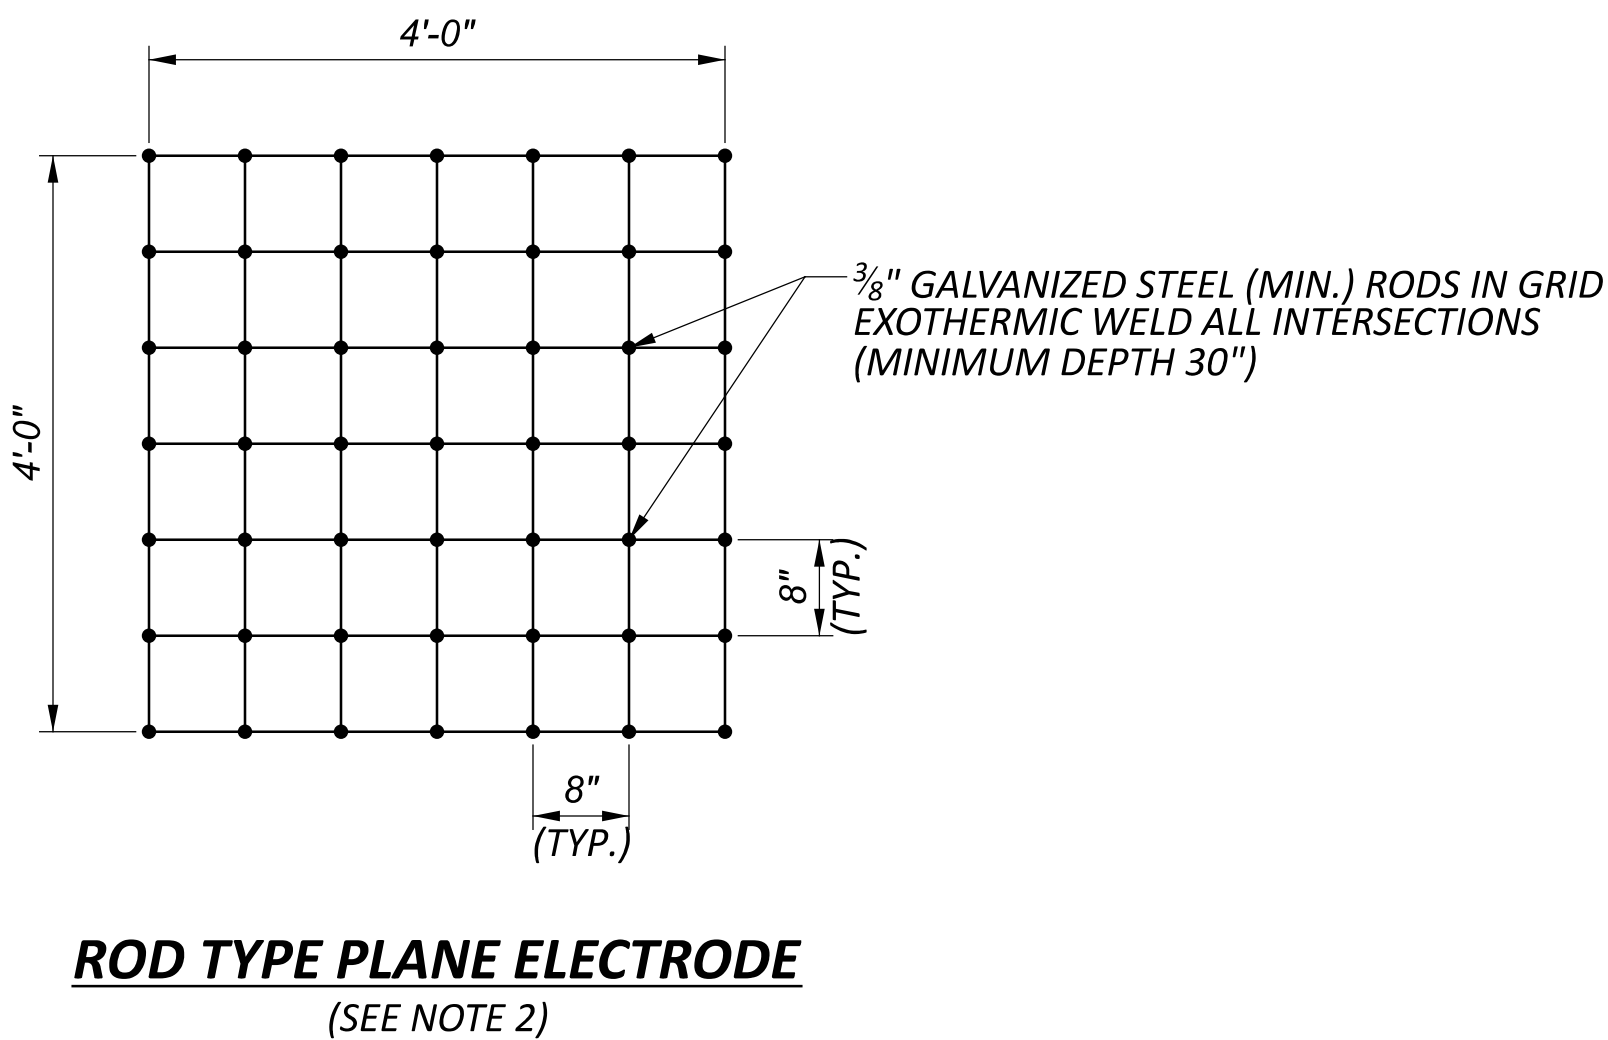 4'-0"
4'-0"
⅜" GALVANIZED STEEL (MIN.) RODS IN GRID
EXOTHERMIC WELD ALL INTERSECTIONS
(MINIMUM DEPTH 30")
8"
(TYP.)
8"
(TYP.)
ROD TYPE PLANE ELECTRODE
(SEE NOTE 2)